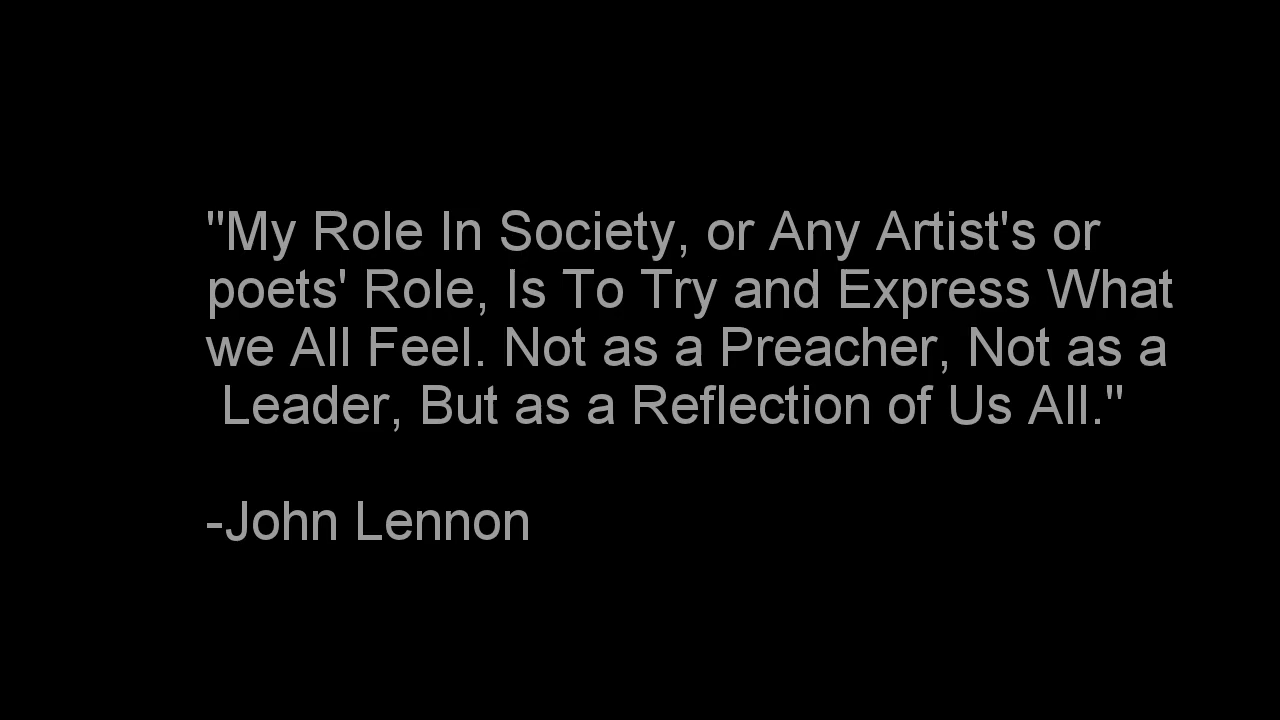 "My Role In Society, or Any Artist's or
poets' Role, Is To Try and Express What
we All Feel. Not as a Preacher, Not as a
Leader, But as a Reflection of Us All."
-John Lennon